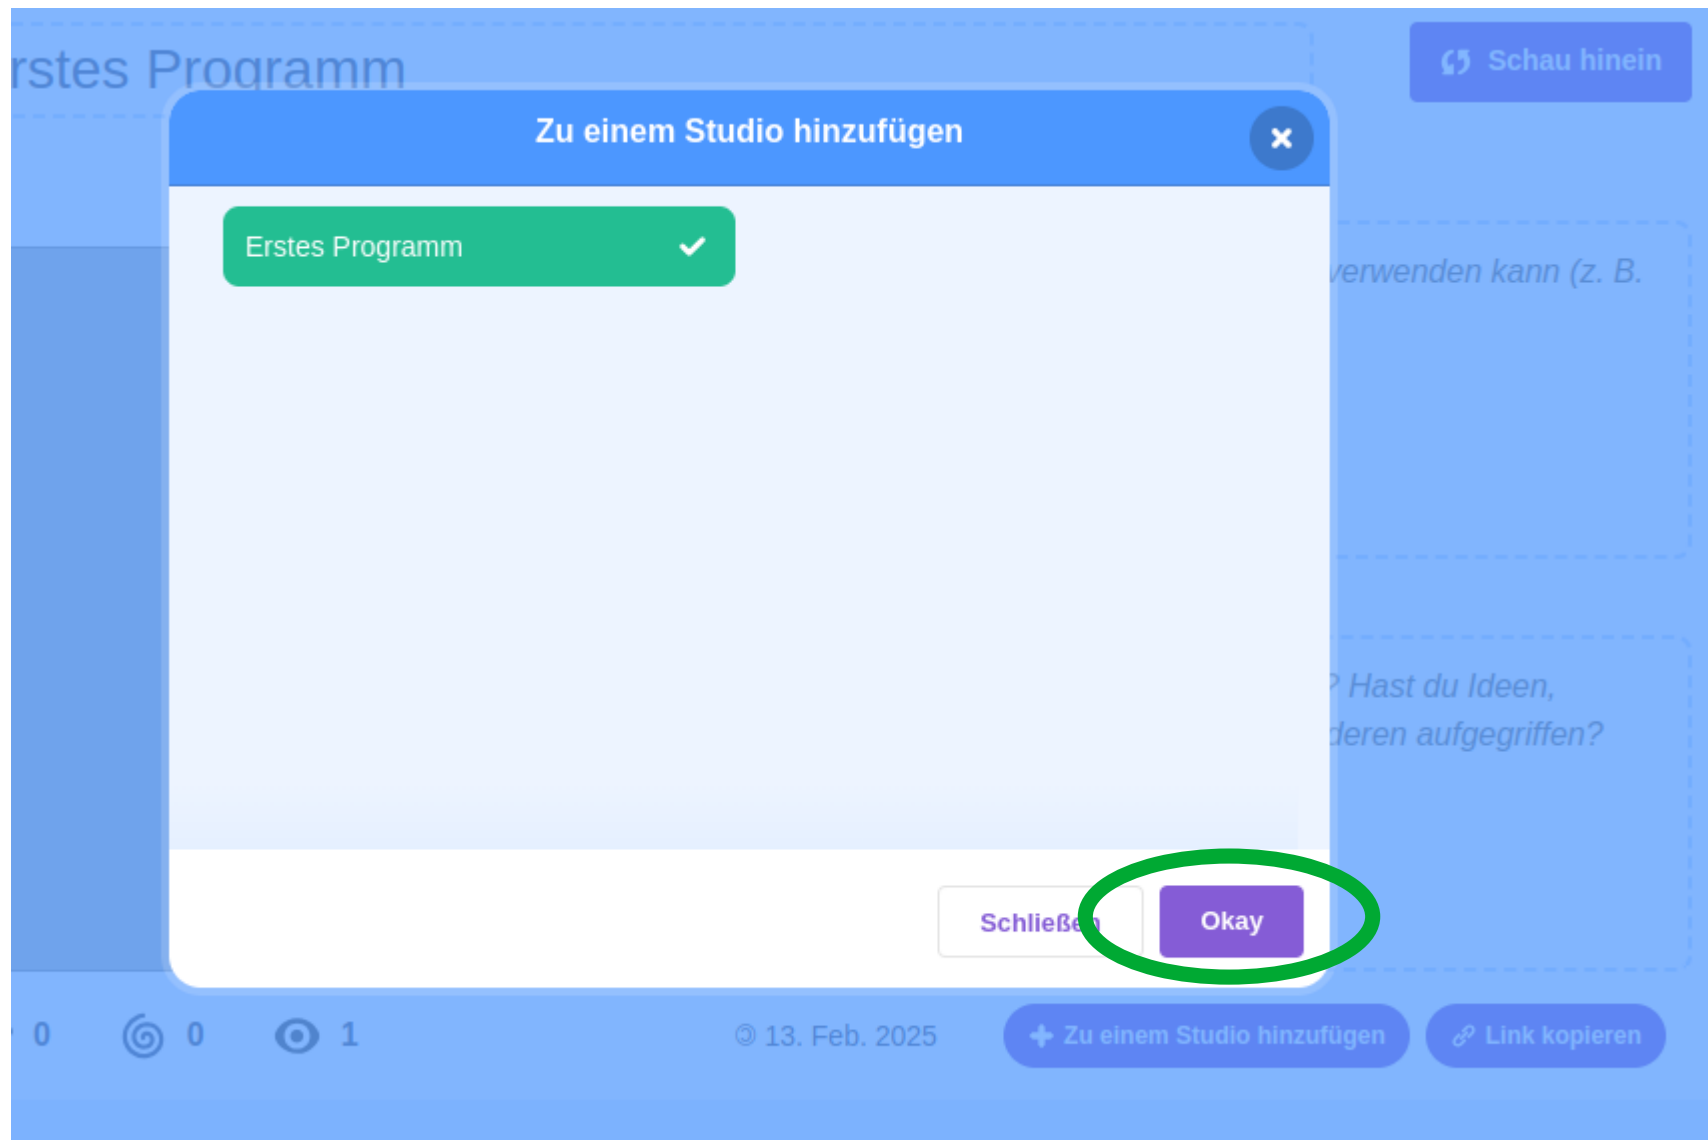 rstes Programm
Schau hinein
Zu einem Studio hinzufügen
Erstes Programm
verwenden kann (z. B.
? Hast du Ideen,
deren aufgegriffen?
Schließen
Okay
0
0
1
13. Feb. 2025
Zu einem Studio hinzufügen
Link kopieren